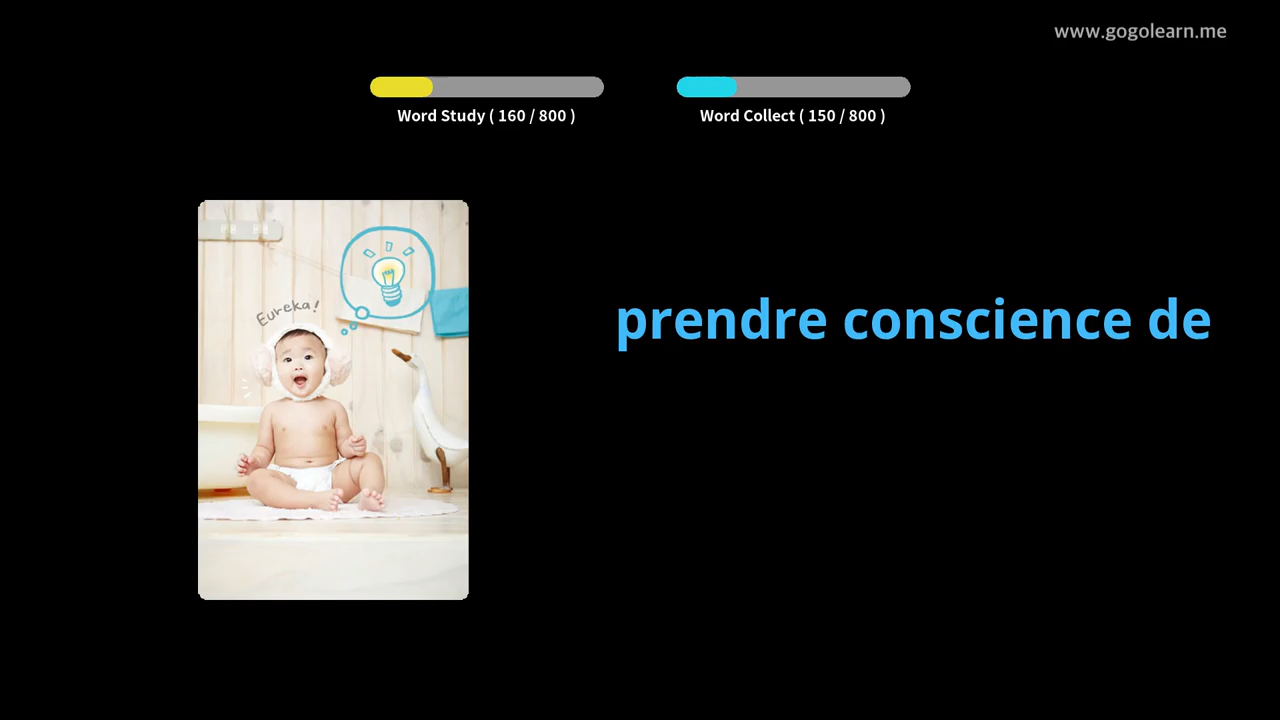 www.gogolearn.me
Word Study ( 160 / 800 )
Word Collect ( 150 / 800 )
Eureka!
prendre conscience de